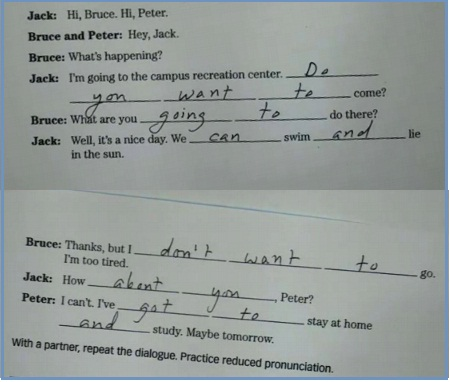 Jack: Hi, Bruce. Hi, Peter.
Bruce and Peter: Hey, Jack.
Bruce: What's happening?
Jack: I'm going to the campus recreation center. Do
you want to come?
Bruce: What are you going to do there?
Jack: Well, it's a nice day. We can swim and lie
in the sun.
Bruce: Thanks, but I don't want to go.
I'm too tired.
Jack: How about you, Peter?
Peter: I can't. I've got to stay at home
and study. Maybe tomorrow.
With a partner, repeat the dialogue. Practice reduced pronunciation.